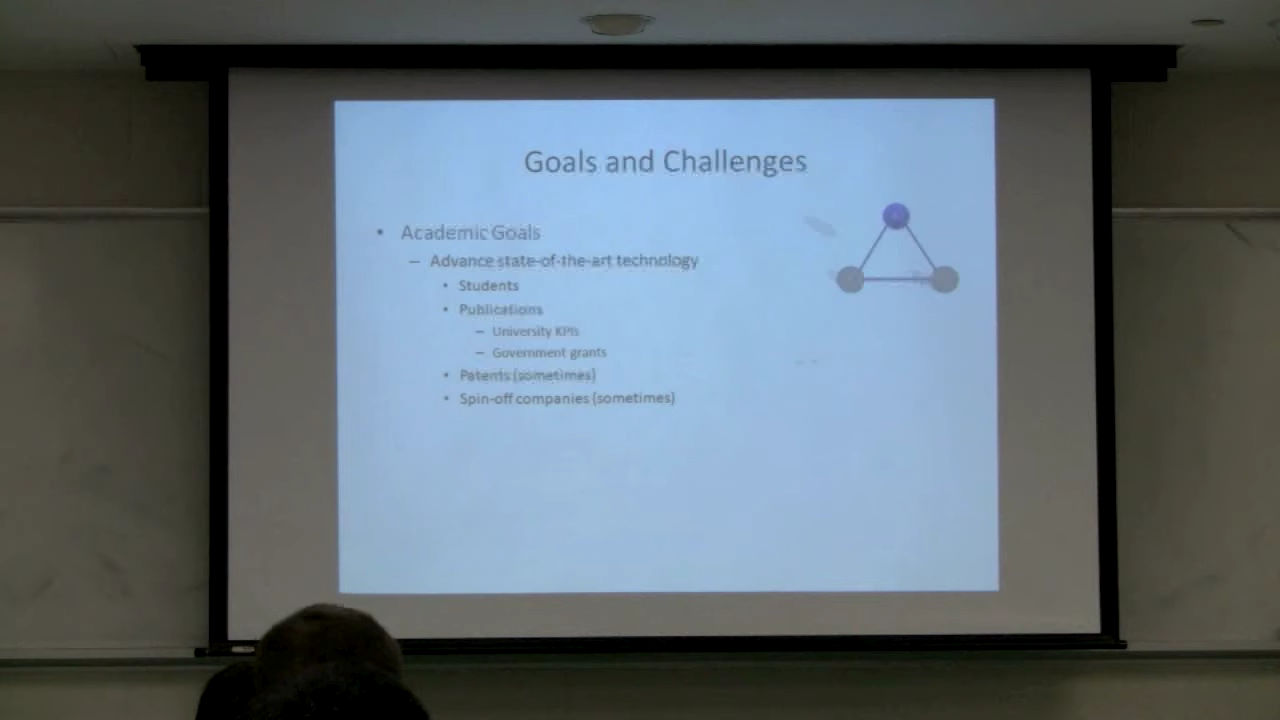 Goals and Challenges
• Academic Goals
– Advance state-of-the-art technology
• Students
• Publications
– University KPIs
– Government grants
• Patents (sometimes)
• Spin-off companies (sometimes)